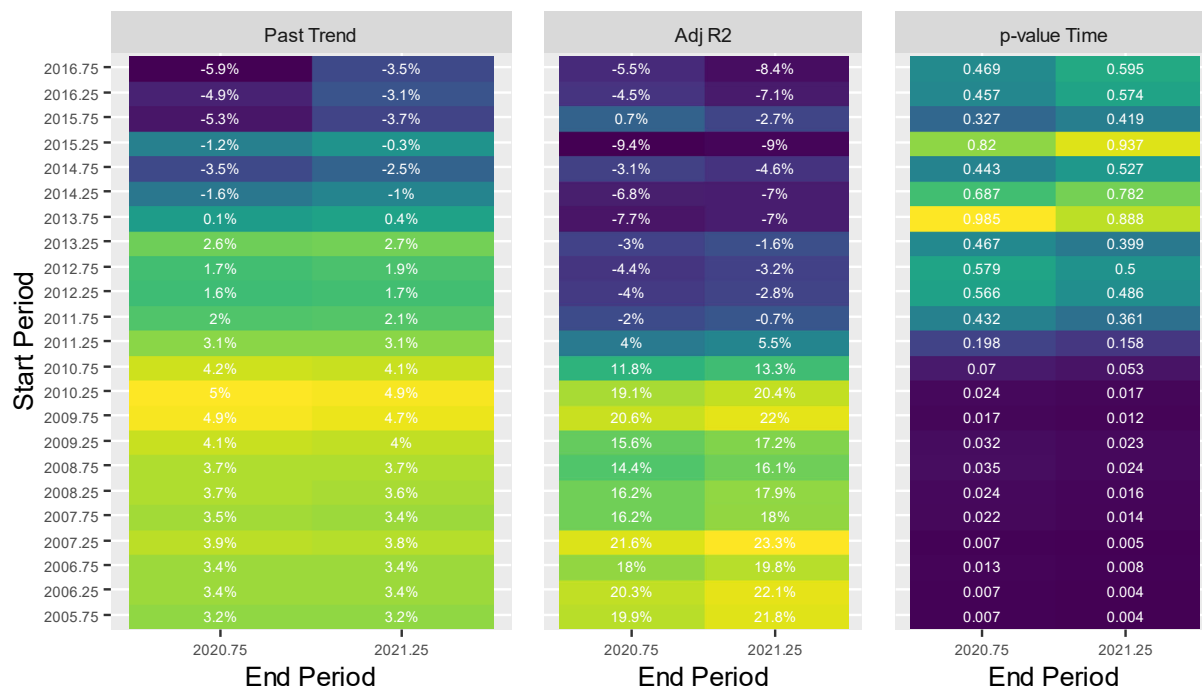 Past Trend Adj R2 p-value Time
2016.75 -5.9% -3.5% -5.5% -8.4% 0.469 0.595
2016.25 -4.9% -3.1% -4.5% -7.1% 0.457 0.574
2015.75 -5.3% -3.7% 0.7% -2.7% 0.327 0.419
2015.25 -1.2% -0.3% -9.4% -9% 0.82 0.937
2014.75 -3.5% -2.5% -3.1% -4.6% 0.443 0.527
2014.25 -1.6% -1% -6.8% -7% 0.687 0.782
2013.75 0.1% 0.4% -7.7% -7% 0.985 0.888
2013.25 2.6% 2.7% -3% -1.6% 0.467 0.399
2012.75 1.7% 1.9% -4.4% -3.2% 0.579 0.5
2012.25 1.6% 1.7% -4% -2.8% 0.566 0.486
2011.75 2% 2.1% -2% -0.7% 0.432 0.361
2011.25 3.1% 3.1% 4% 5.5% 0.198 0.158
2010.75 4.2% 4.1% 11.8% 13.3% 0.07 0.053
2010.25 5% 4.9% 19.1% 20.4% 0.024 0.017
2009.75 4.9% 4.7% 20.6% 22% 0.017 0.012
2009.25 4.1% 4% 15.6% 17.2% 0.032 0.023
2008.75 3.7% 3.7% 14.4% 16.1% 0.035 0.024
2008.25 3.7% 3.6% 16.2% 17.9% 0.024 0.016
2007.75 3.5% 3.4% 16.2% 18% 0.022 0.014
2007.25 3.9% 3.8% 21.6% 23.3% 0.007 0.005
2006.75 3.4% 3.4% 18% 19.8% 0.013 0.008
2006.25 3.4% 3.4% 20.3% 22.1% 0.007 0.004
2005.75 3.2% 3.2% 19.9% 21.8% 0.007 0.004
Start Period
2020.75 2021.25 2020.75 2021.25 2020.75 2021.25
End Period End Period End Period